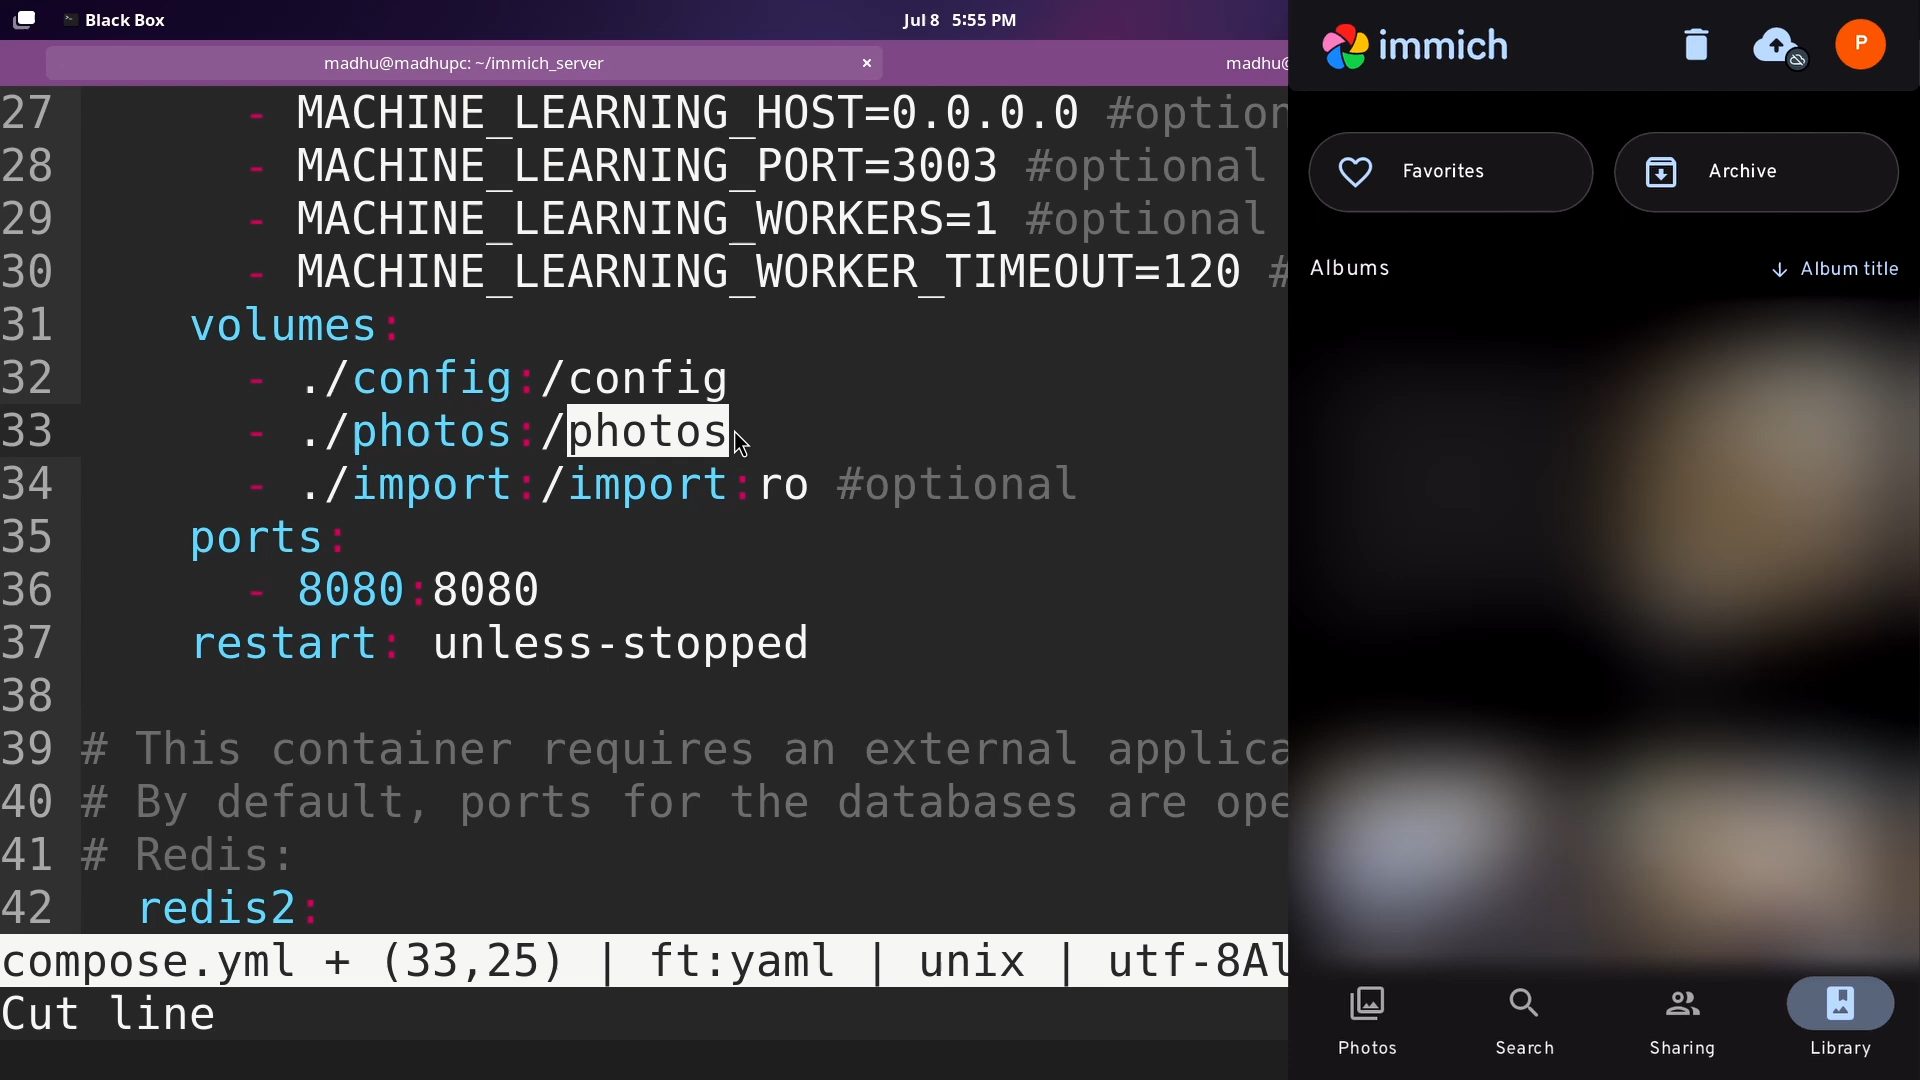 Black Box
Jul 8 5:55 PM
madhu@madhupc: ~/immich_server
×
madhu@
27 - MACHINE_LEARNING_HOST=0.0.0.0 #option
28 - MACHINE_LEARNING_PORT=3003 #optional
29 - MACHINE_LEARNING_WORKERS=1 #optional
30 - MACHINE_LEARNING_WORKER_TIMEOUT=120 #
31 volumes:
32 - ./config:/config
33 - ./photos:/photos
34 - ./import:/import:ro #optional
35 ports:
36 - 8080:8080
37 restart: unless-stopped
38
39 # This container requires an external applica
40 # By default, ports for the databases are ope
41 # Redis:
42 redis2:
compose.yml + (33,25) | ft:yaml | unix | utf-8Al
Cut line
immich
P
Favorites
Archive
Albums
↓ Album title
Photos
Search
Sharing
Library